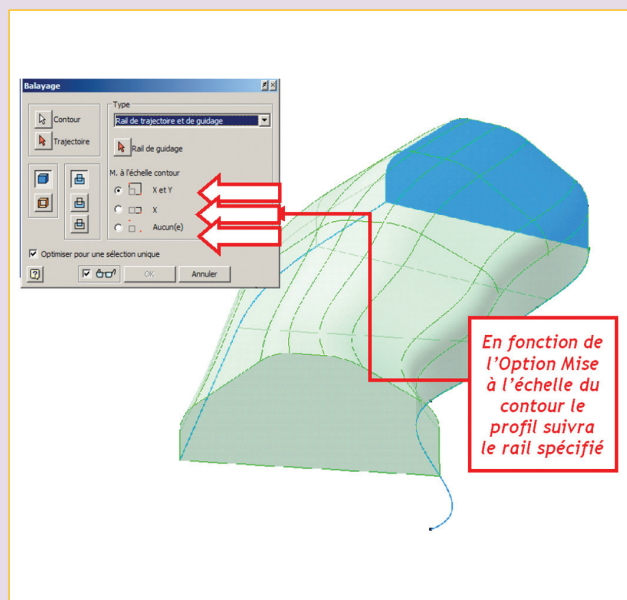 Balayage
Type
Contour
Rail de trajectoire et de guidage
Trajectoire
Rail de guidage
M. à l'échelle contour
X et Y
X
Aucun(e)
Optimiser pour une sélection unique
OK
Annuler
En fonction de
l'Option Mise
à l'échelle du
contour le
profil suivra
le rail spécifié